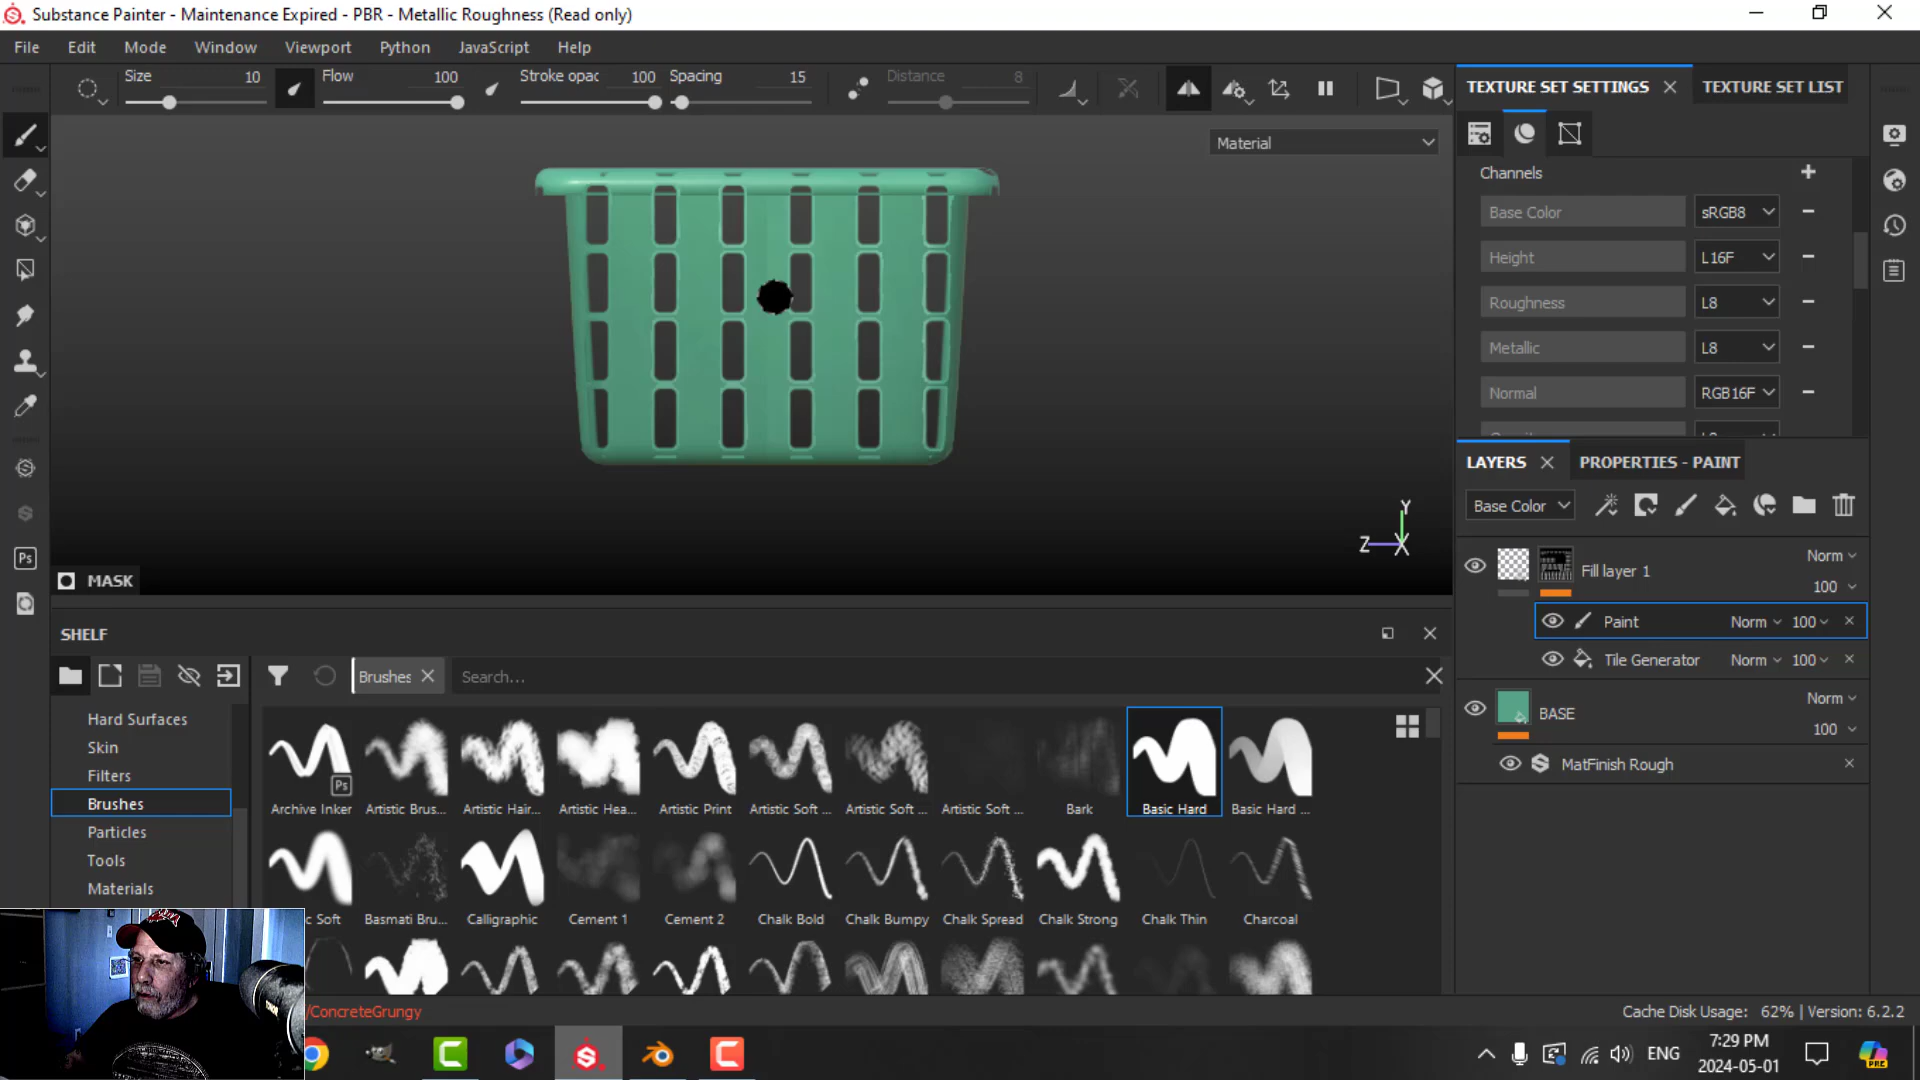 Substance Painter - Maintenance Expired - PBR - Metallic Roughness (Read only)
File Edit Mode Window Viewport Python JavaScript Help
Size 10 Flow 100 Stroke opac 100 Spacing 15 Distance 8
TEXTURE SET SETTINGS TEXTURE SET LIST
Material
Channels
Base Color sRGB8
Height L16F
Roughness L8
Metallic L8
Normal RGB16F
Y
Z X
MASK
LAYERS PROPERTIES - PAINT
Base Color
Norm
Fill layer 1
100
Paint Norm 100
Tile Generator Norm 100
Norm
BASE
100
MatFinish Rough
SHELF
Brushes Search...
Hard Surfaces
Skin
Filters
Brushes
Particles
Tools
Materials
Ps
Ps
Archive Inker Artistic Brus... Artistic Hair... Artistic Hea... Artistic Print Artistic Soft ... Artistic Soft ... Artistic Soft ... Bark Basic Hard Basic Hard ...
Soft Basmati Bru... Calligraphic Cement 1 Cement 2 Chalk Bold Chalk Bumpy Chalk Spread Chalk Strong Chalk Thin Charcoal
/ConcreteGrungy
Cache Disk Usage: 62% | Version: 6.2.2
ENG
7:29 PM
2024-05-01